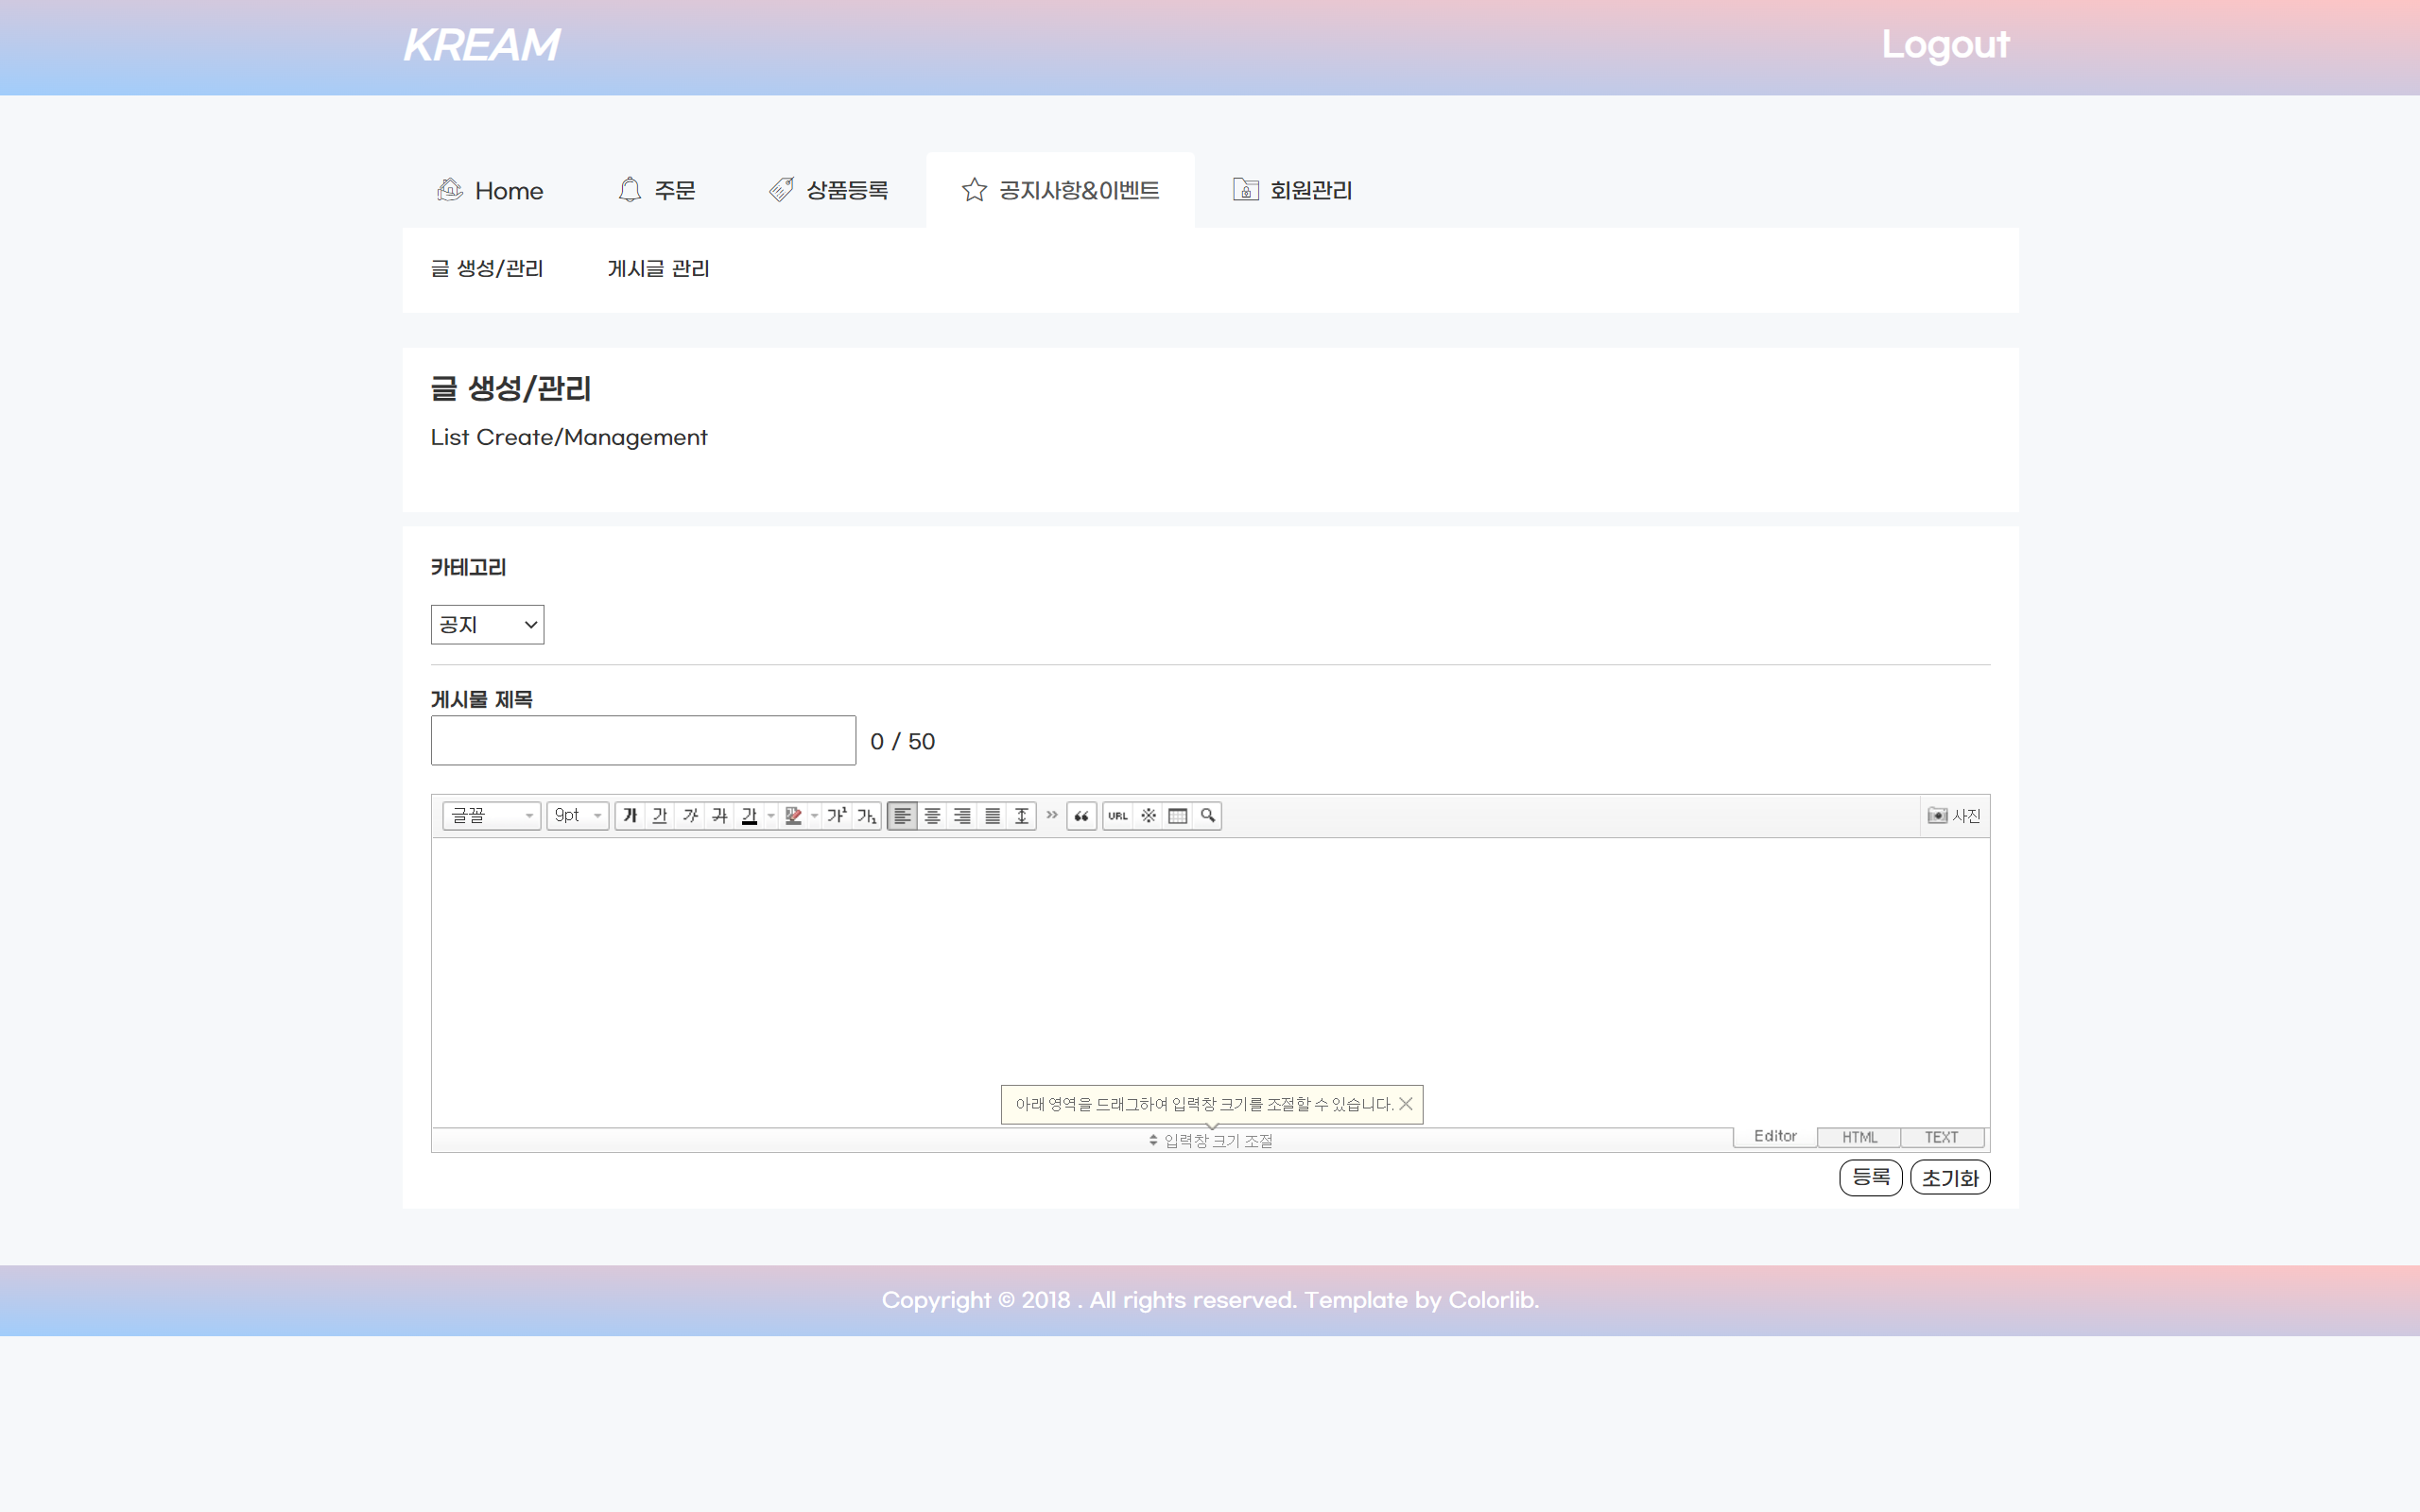 KREAM Logout
Home 주문 상품등록 공지사항&이벤트 회원관리
글 생성/관리 게시글 관리
글 생성/관리
List Create/Management
카테고리
공지
게시물 제목
0 / 50
글꼴 9pt 가 가 가 가 가 가 가1 가1 URL 사진
아래 영역을 드래그하여 입력창 크기를 조절할 수 있습니다.
입력창 크기 조절 Editor HTML TEXT
등록 초기화
Copyright © 2018 . All rights reserved. Template by Colorlib.